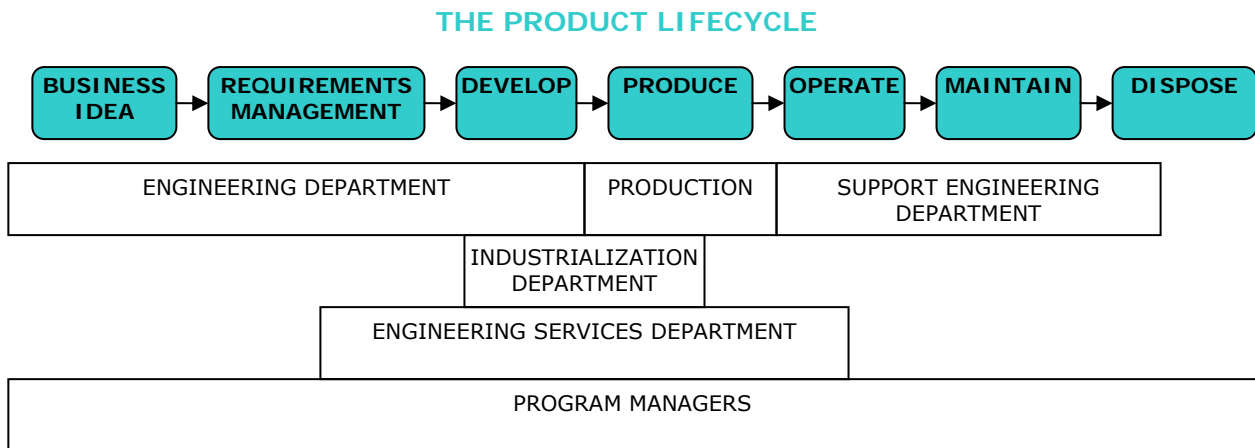 THE PRODUCT LIFECYCLE
BUSINESS
IDEA
REQUIREMENTS
MANAGEMENT
DEVELOP
PRODUCE
OPERATE
MAINTAIN
DISPOSE
ENGINEERING DEPARTMENT
PRODUCTION
SUPPORT ENGINEERING
DEPARTMENT
INDUSTRIALIZATION
DEPARTMENT
ENGINEERING SERVICES DEPARTMENT
PROGRAM MANAGERS